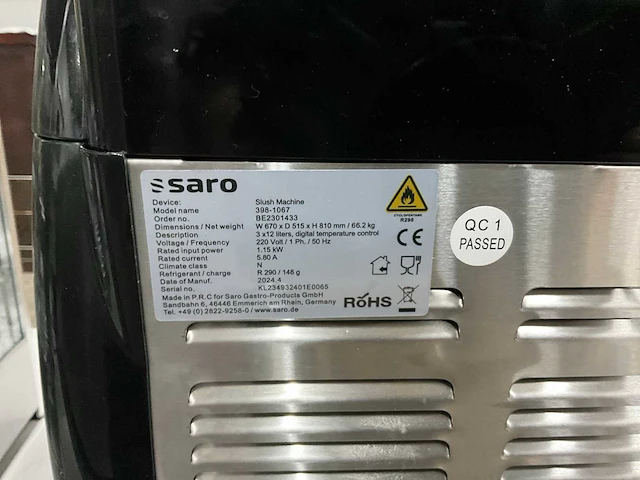 saro
Device: Slush Machine
Model name 398-1067
Order no. BE2301433
Dimensions / Net weight W 670 x D 515 x H 810 mm / 66.2 kg
Description 3 x12 liters, digital temperature control
Voltage / Frequency 220 Volt / 1 Ph. / 50 Hz
Rated input power 1.15 kW
Rated current 5.80 A
Climate class N
Refrigerant / charge R 290 / 148 g
Date of Manuf. 2024.4
Serial no. KL234932401E0065
Made in P.R.C for Saro Gastro-Products GmbH
Sandbahn 6, 46446 Emmerich am Rhein, Germany
Tel. +49 (0) 2822-9258-0 / www.saro.de
CYCLOPENTANE
R290
CE
RoHS
QC 1
PASSED